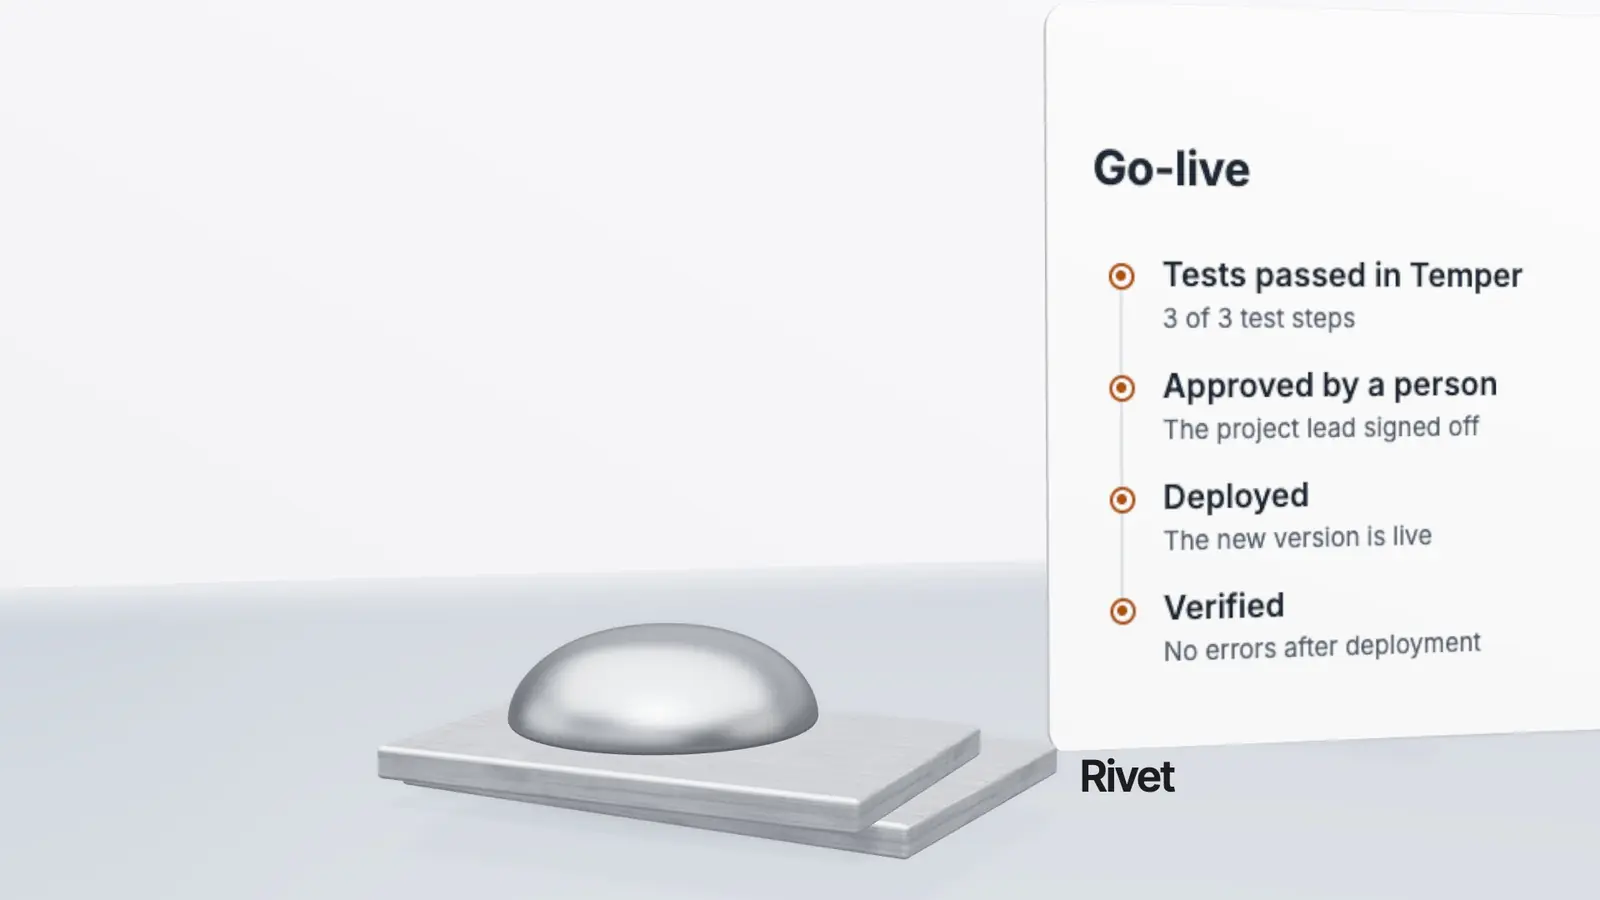 Go-live
Tests passed in Temper
3 of 3 test steps
Approved by a person
The project lead signed off
Deployed
The new version is live
Verified
No errors after deployment
Rivet